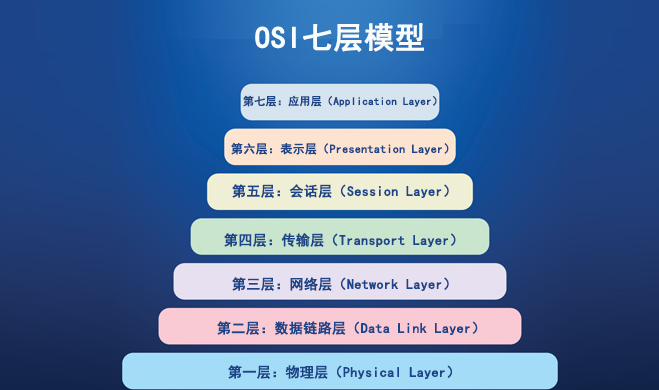 OSI七层模型
第七层：应用层（Application Layer）
第六层：表示层（Presentation Layer）
第五层：会话层（Session Layer）
第四层：传输层（Transport Layer）
第三层：网络层（Network Layer）
第二层：数据链路层（Data Link Layer）
第一层：物理层（Physical Layer）